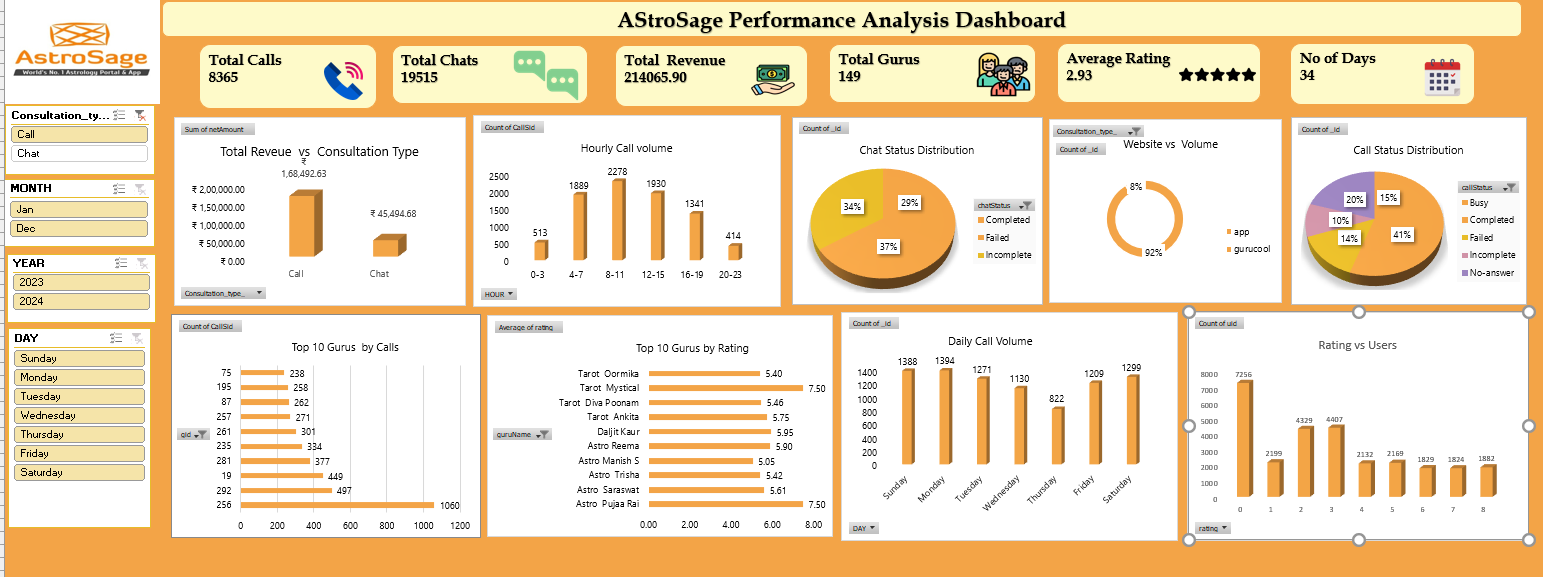 AStroSage Performance Analysis Dashboard
AstroSage
World's No. 1 Astrology Portal & App
Total Calls
8365
Total Chats
19515
Total Revenue
214065.90
Total Gurus
149
Average Rating
2.93
No of Days
34
Consultation_ty...
Call
Chat
MONTH
Jan
Dec
YEAR
2023
2024
DAY
Sunday
Monday
Tuesday
Wednesday
Thursday
Friday
Saturday
Sum of netAmount
Total Reveue vs Consultation Type
₹
1,68,492.63
₹ 45,494.68
₹ 2,00,000.00
₹ 1,50,000.00
₹ 1,00,000.00
₹ 50,000.00
₹ 0.00
Call
Chat
Consultation_type_
Count of CallSid
Hourly Call volume
2500
2000
1500
1000
500
0
513
1889
2278
1930
1341
414
0-3
4-7
8-11
12-15
16-19
20-23
HOUR
Count of _id
Chat Status Distribution
34%
29%
37%
chatStatus
Completed
Failed
Incomplete
Consultation_type_
Count of _id
Website vs Volume
8%
92%
app
gurucool
Count of _id
Call Status Distribution
20%
15%
10%
14%
41%
callStatus
Busy
Completed
Failed
Incomplete
No-answer
Count of CallSid
Top 10 Gurus by Calls
gid
75 238
195 258
87 262
257 271
261 301
235 334
281 377
19 449
292 497
256 1060
0 200 400 600 800 1000 1200
Average of rating
Top 10 Gurus by Rating
guruName
Tarot Oormika 5.40
Tarot Mystical 7.50
Tarot Diva Poonam 5.46
Tarot Ankita 5.75
Daljit Kaur 5.95
Astro Reema 5.90
Astro Manish S 5.05
Astro Trisha 5.42
Astro Saraswat 5.61
Astro Pujaa Rai 7.50
0.00 2.00 4.00 6.00 8.00
Count of _id
Daily Call Volume
1400
1200
1000
800
600
400
200
0
1388
1394
1271
1130
822
1209
1299
Sunday
Monday
Tuesday
Wednesday
Thursday
Friday
Saturday
DAY
Count of uid
Rating vs Users
8000
7000
6000
5000
4000
3000
2000
1000
0
7256
2199
4329
4407
2132
2169
1829
1824
1882
0 1 2 3 4 5 6 7 8
rating